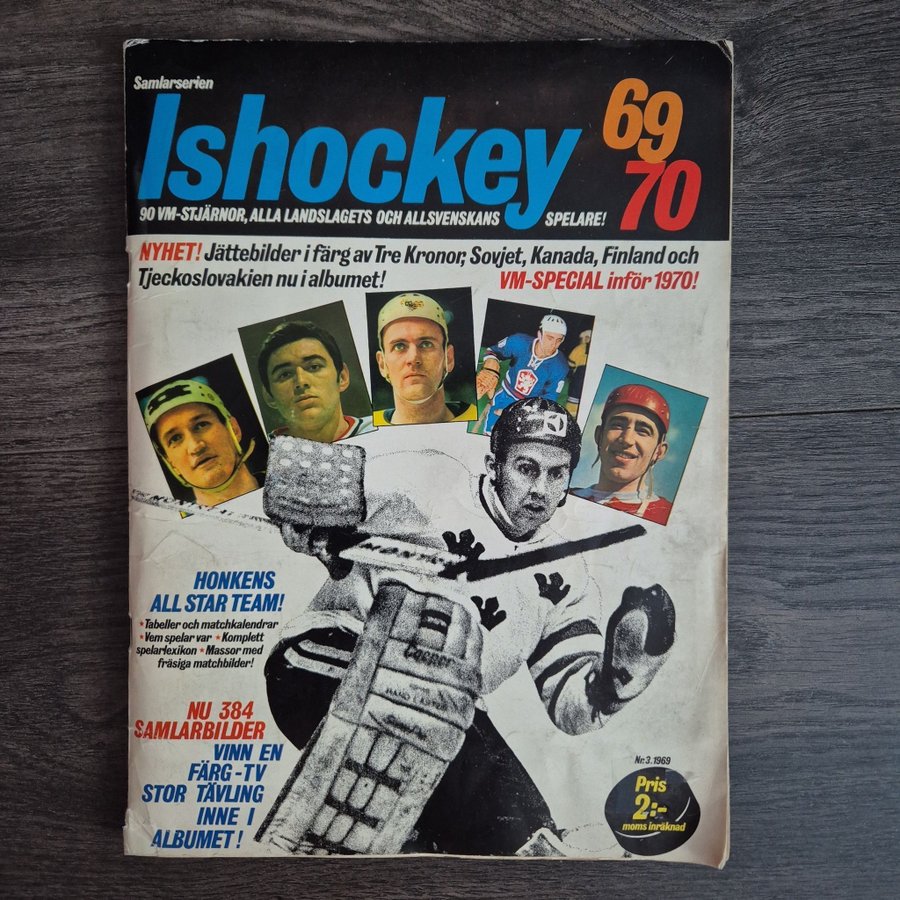 Samlarserien
Ishockey
69
70
90 VM-STJÄRNOR, ALLA LANDSLAGETS OCH ALLSVENSKANS SPELARE!
NYHET! Jättebilder i färg av Tre Kronor, Sovjet, Kanada, Finland och
Tjeckoslovakien nu i albumet! VM-SPECIAL inför 1970!
HONKENS
ALL STAR TEAM!
* Tabeller och matchkalendrar
* Vem spelar var * Komplett
spelarlexikon * Massor med
fräsiga matchbilder!
Cooper
NU 384
SAMLARBILDER
VINN EN
FÄRG-TV
STOR TÄVLING
INNE I
ALBUMET!
Nr. 3. 1969
Pris
2:-
moms inräknad